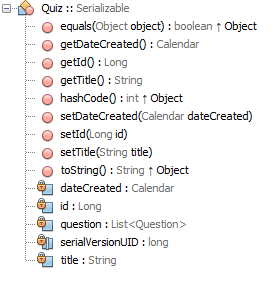 Quiz :: Serializable
equals(Object object) : boolean ↑ Object
getDateCreated() : Calendar
getId() : Long
getTitle() : String
hashCode() : int ↑ Object
setDateCreated(Calendar dateCreated)
setId(Long id)
setTitle(String title)
toString() : String ↑ Object
dateCreated : Calendar
id : Long
question : List<Question>
serialVersionUID : long
title : String